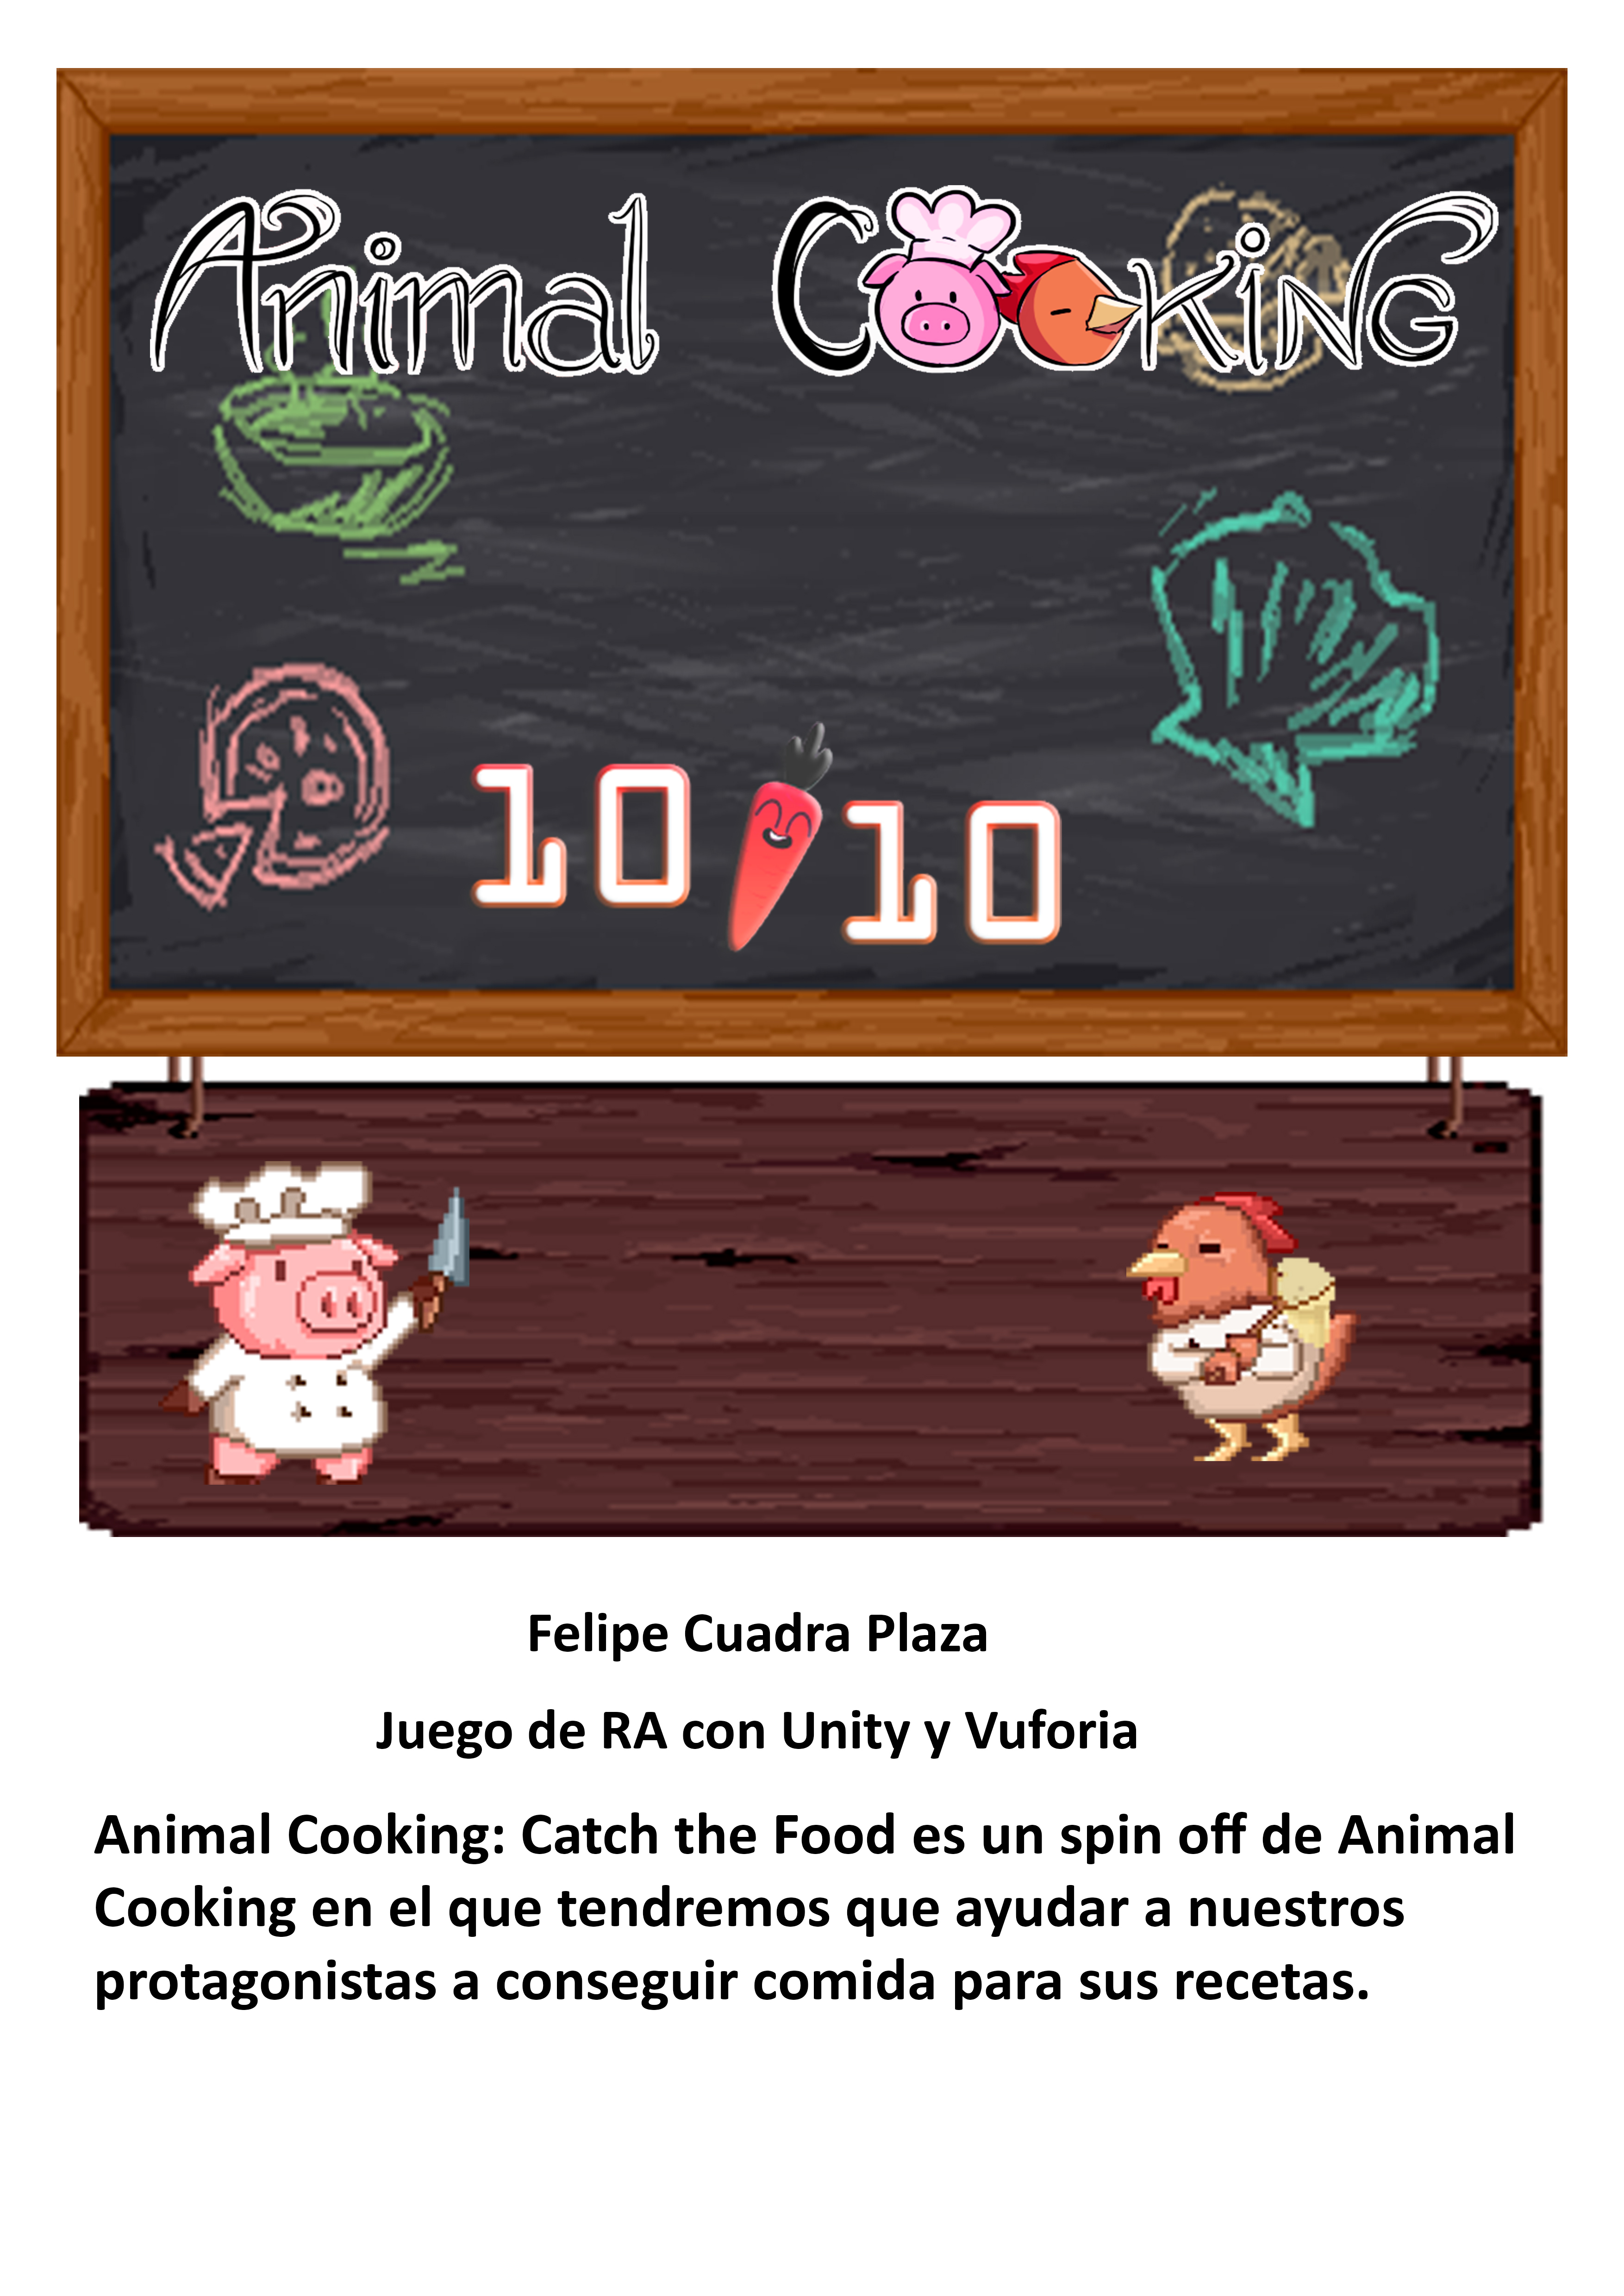 Animal Cooking
10 10
Felipe Cuadra Plaza
Juego de RA con Unity y Vuforia
Animal Cooking: Catch the Food es un spin off de Animal
Cooking en el que tendremos que ayudar a nuestros
protagonistas a conseguir comida para sus recetas.